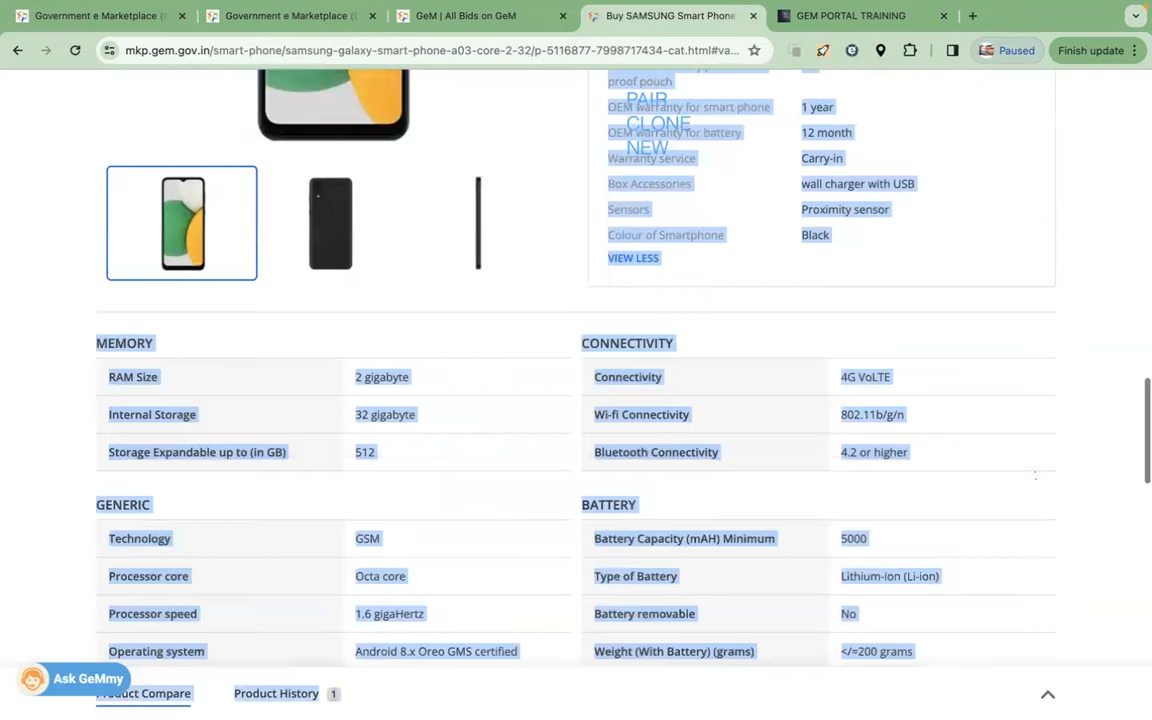 Government e Marketplace (
Government e Marketplace (
GeM | All Bids on GeM
Buy SAMSUNG Smart Phone
GEM PORTAL TRAINING
mkp.gem.gov.in/smart-phone/samsung-galaxy-smart-phone-a03-core-2-32/p-5116877-7998717434-cat.html#va...
Paused
Finish update
proof pouch
PAIR
CLONE
NEW
OEM warranty for smart phone 1 year
OEM warranty for battery 12 month
Warranty service Carry-in
Box Accessories wall charger with USB
Sensors Proximity sensor
Colour of Smartphone Black
VIEW LESS
MEMORY
RAM Size 2 gigabyte
Internal Storage 32 gigabyte
Storage Expandable up to (in GB) 512
CONNECTIVITY
Connectivity 4G VoLTE
Wi-fi Connectivity 802.11b/g/n
Bluetooth Connectivity 4.2 or higher
GENERIC
Technology GSM
Processor core Octa core
Processor speed 1.6 gigaHertz
Operating system Android 8.x Oreo GMS certified
BATTERY
Battery Capacity (mAH) Minimum 5000
Type of Battery Lithium-ion (Li-ion)
Battery removable No
Weight (With Battery) (grams) </=200 grams
Ask GeMmy
Product Compare
Product History 1